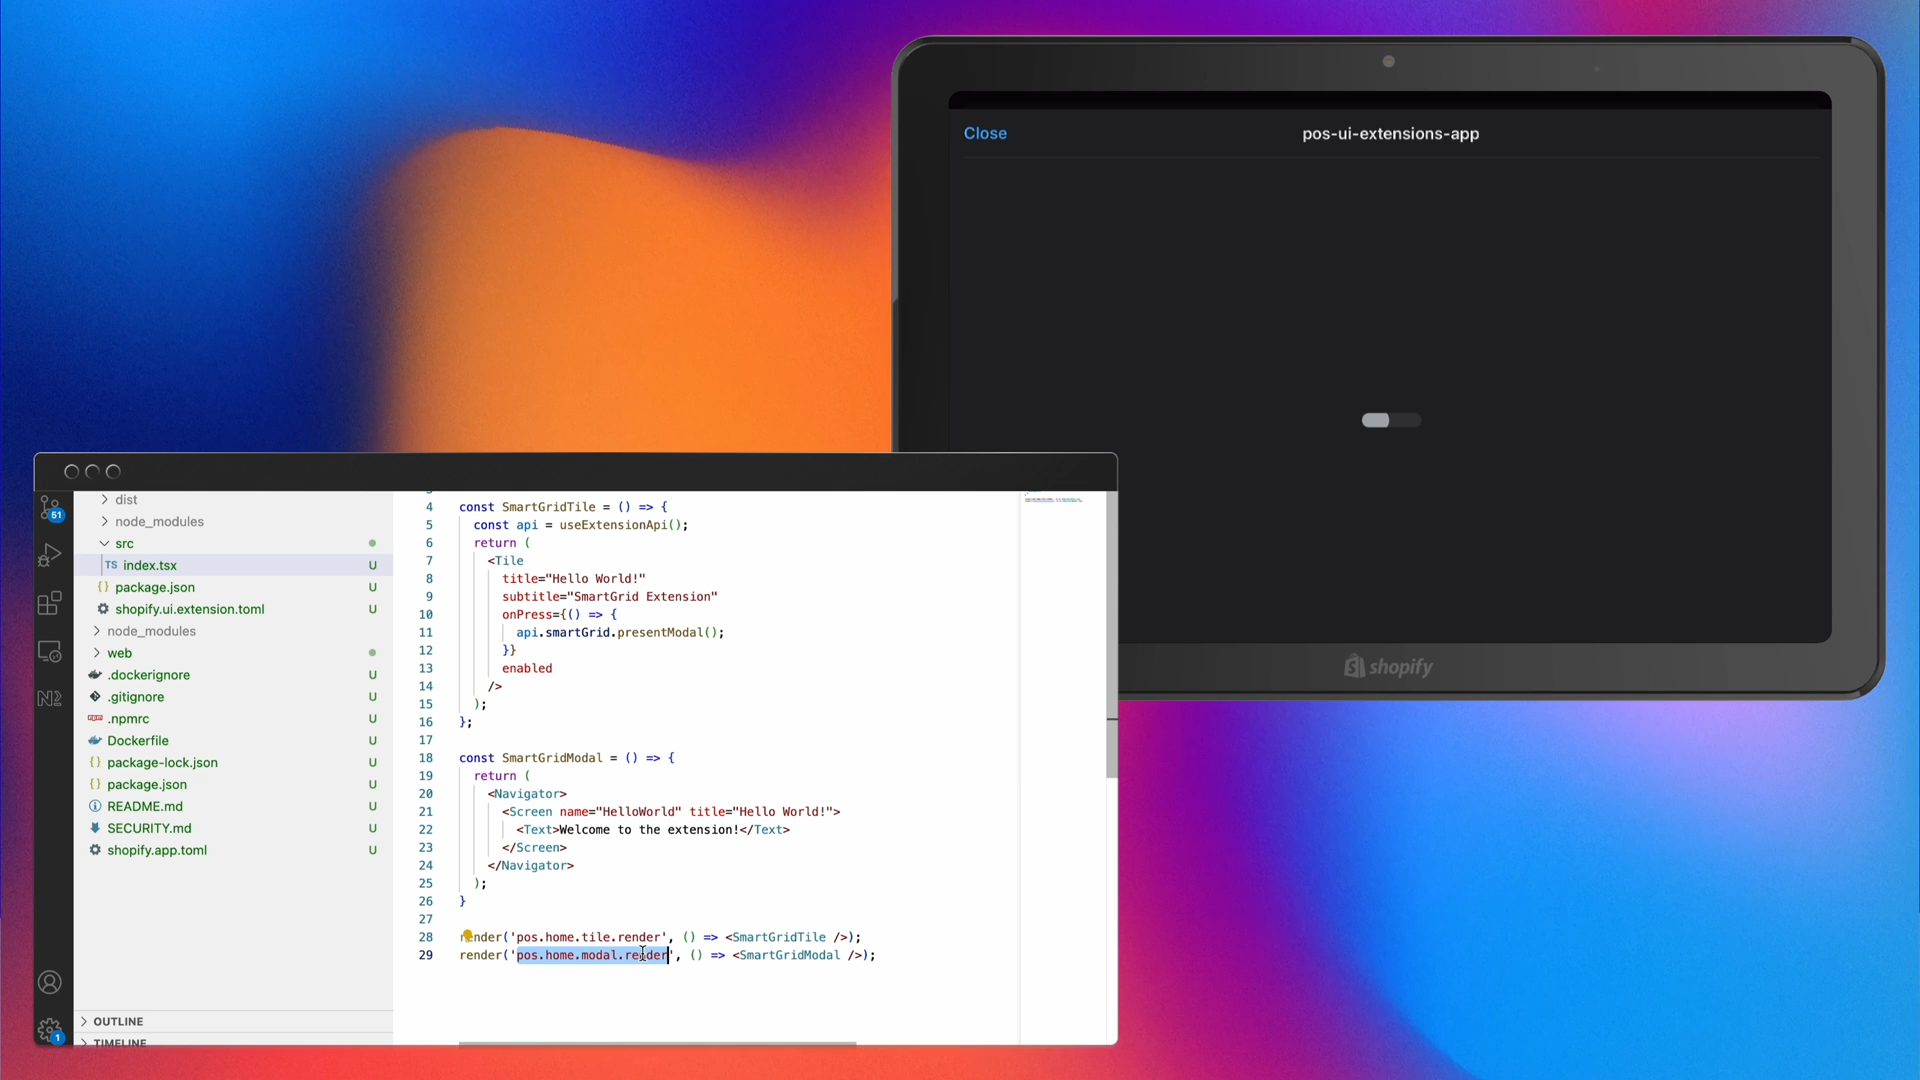 Close
pos-ui-extensions-app
shopify
51
dist
node_modules
src
TS index.tsx U
{} package.json U
shopify.ui.extension.toml U
node_modules
web
.dockerignore U
.gitignore U
.npmrc U
Dockerfile U
{} package-lock.json U
{} package.json U
README.md U
SECURITY.md U
shopify.app.toml U
OUTLINE
TIMELINE
1
4 const SmartGridTile = () => {
5 const api = useExtensionApi();
6 return (
7 <Tile
8 title="Hello World!"
9 subtitle="SmartGrid Extension"
10 onPress={() => {
11 api.smartGrid.presentModal();
12 }}
13 enabled
14 />
15 );
16 };
17
18 const SmartGridModal = () => {
19 return (
20 <Navigator>
21 <Screen name="HelloWorld" title="Hello World!">
22 <Text>Welcome to the extension!</Text>
23 </Screen>
24 </Navigator>
25 );
26 }
27
28 render('pos.home.tile.render', () => <SmartGridTile />);
29 render('pos.home.modal.render', () => <SmartGridModal />);